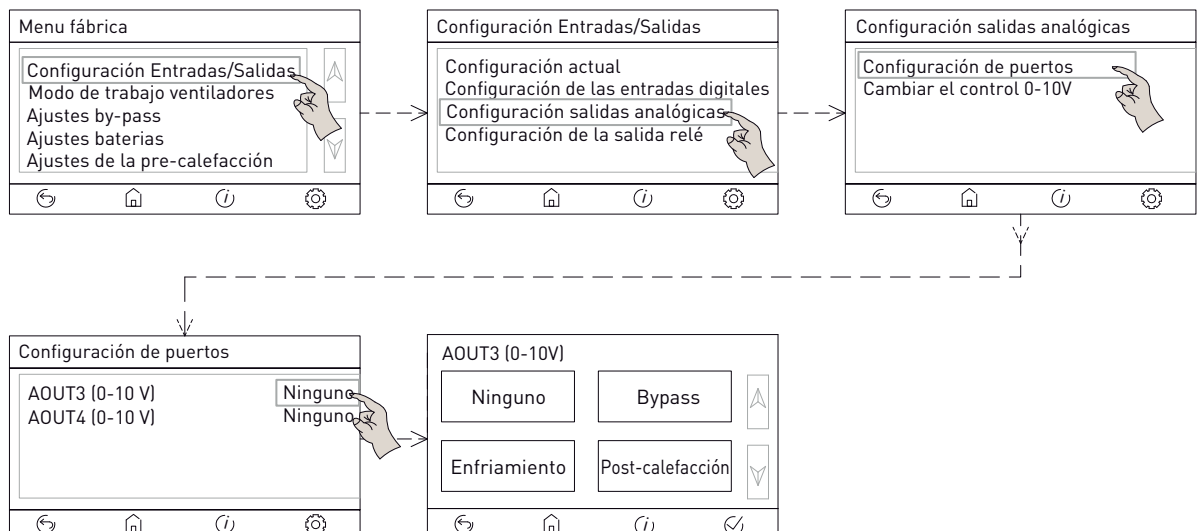 Menu fábrica
Configuración Entradas/Salidas
Modo de trabajo ventiladores
Ajustes by-pass
Ajustes baterias
Ajustes de la pre-calefacción
Configuración Entradas/Salidas
Configuración actual
Configuración de las entradas digitales
Configuración salidas analógicas
Configuración de la salida relé
Configuración salidas analógicas
Configuración de puertos
Cambiar el control 0-10V
Configuración de puertos
AOUT3 (0-10 V) Ninguno
AOUT4 (0-10 V) Ninguno
AOUT3 (0-10V)
Ninguno Bypass
Enfriamiento Post-calefacción